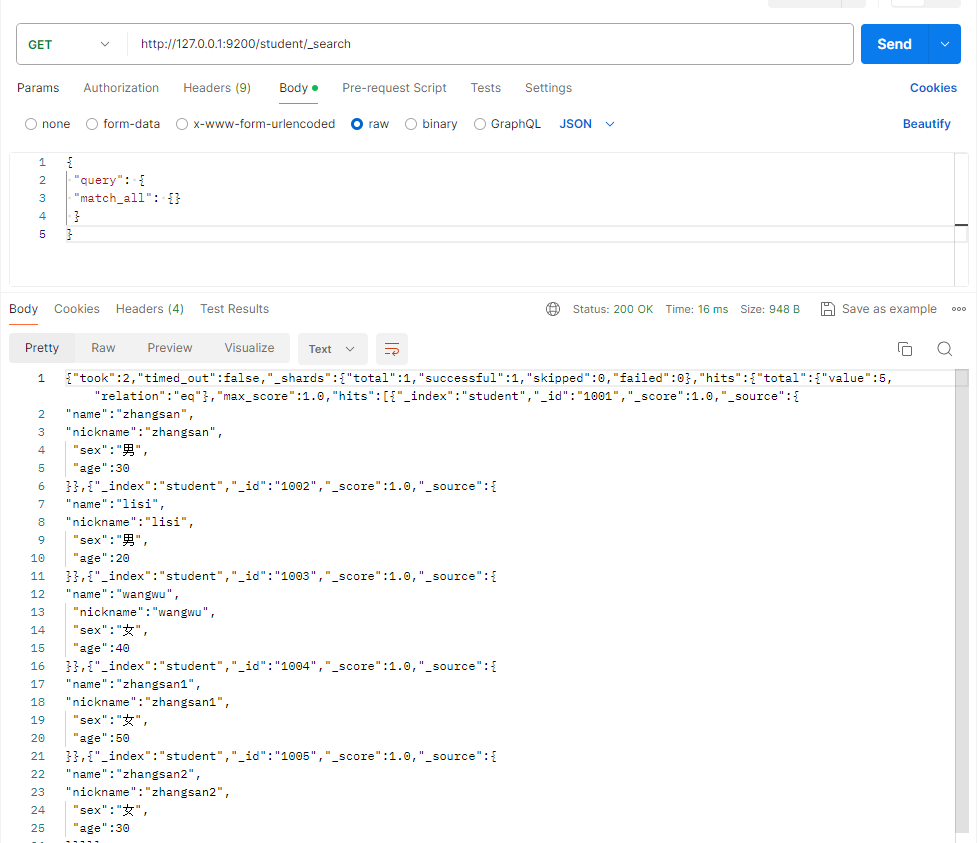 GET http://127.0.0.1:9200/student/_search Send
Params Authorization Headers (9) Body Pre-request Script Tests Settings Cookies
none form-data x-www-form-urlencoded raw binary GraphQL JSON Beautify
1 {
2 "query": {
3 "match_all": {}
4 }
5 }
Body Cookies Headers (4) Test Results Status: 200 OK Time: 16 ms Size: 948 B Save as example
Pretty Raw Preview Visualize Text
1 {"took":2,"timed_out":false,"_shards":{"total":1,"successful":1,"skipped":0,"failed":0},"hits":{"total":{"value":5,
"relation":"eq"},"max_score":1.0,"hits":[{"_index":"student","_id":"1001","_score":1.0,"_source":{
2 "name":"zhangsan",
3 "nickname":"zhangsan",
4 "sex":"男",
5 "age":30
6 }},{"_index":"student","_id":"1002","_score":1.0,"_source":{
7 "name":"lisi",
8 "nickname":"lisi",
9 "sex":"男",
10 "age":20
11 }},{"_index":"student","_id":"1003","_score":1.0,"_source":{
12 "name":"wangwu",
13 "nickname":"wangwu",
14 "sex":"女",
15 "age":40
16 }},{"_index":"student","_id":"1004","_score":1.0,"_source":{
17 "name":"zhangsan1",
18 "nickname":"zhangsan1",
19 "sex":"女",
20 "age":50
21 }},{"_index":"student","_id":"1005","_score":1.0,"_source":{
22 "name":"zhangsan2",
23 "nickname":"zhangsan2",
24 "sex":"女",
25 "age":30